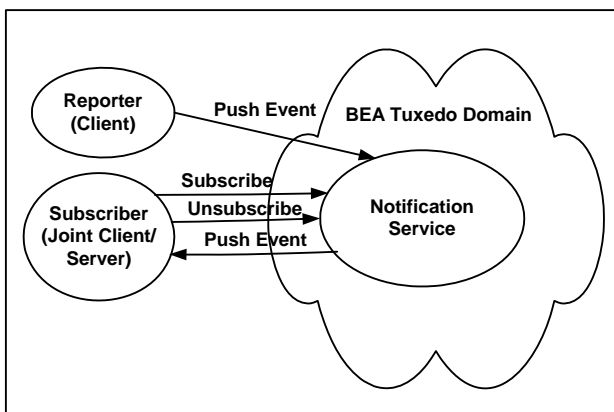 Reporter
(Client)
Push Event
BEA Tuxedo Domain
Subscribe
Unsubscribe
Push Event
Subscriber
(Joint Client/
Server)
Notification
Service